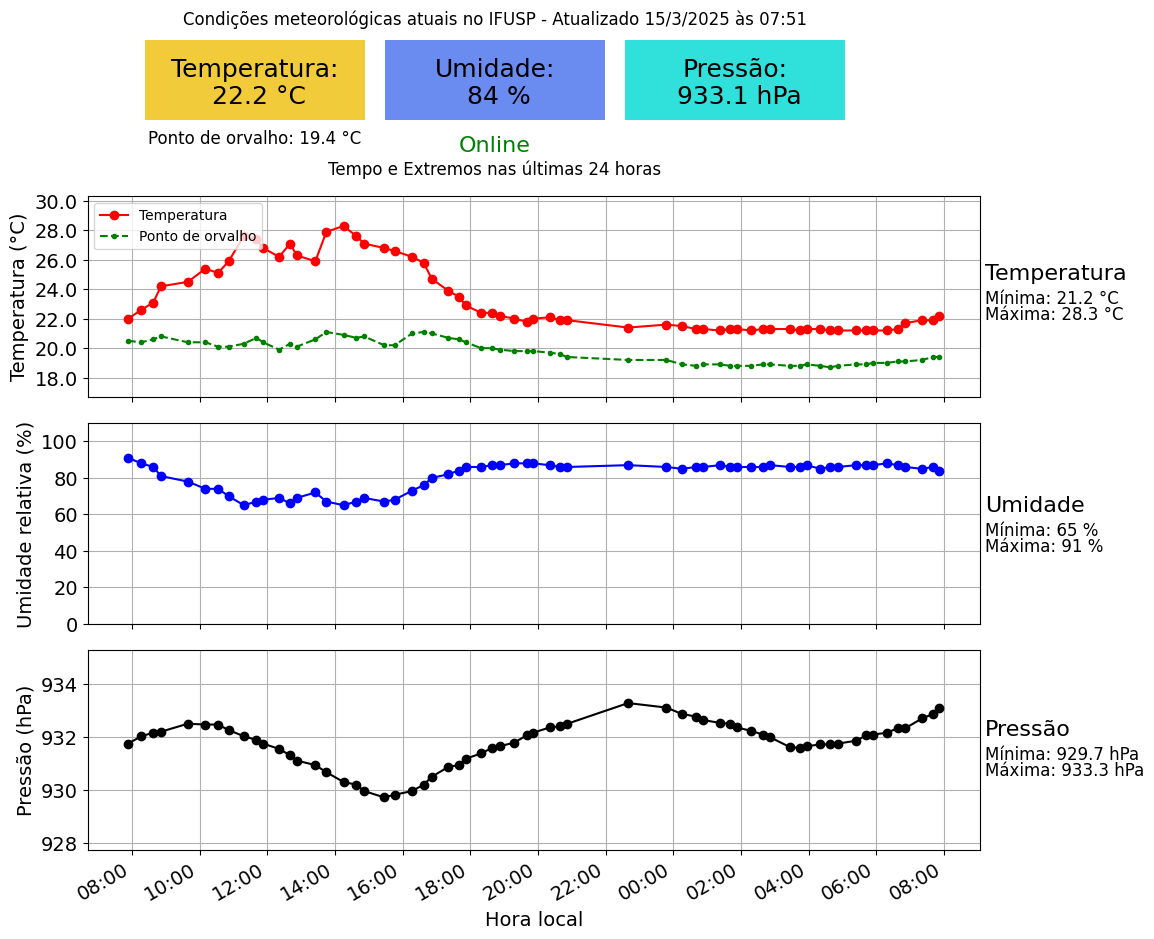 Condições meteorológicas atuais no IFUSP - Atualizado 15/3/2025 às 07:51
Temperatura:
22.2 °C
Umidade:
84 %
Pressão:
933.1 hPa
Ponto de orvalho: 19.4 °C
Online
Tempo e Extremos nas últimas 24 horas
Temperatura (°C)
30.0
28.0
26.0
24.0
22.0
20.0
18.0
Temperatura
Ponto de orvalho
Temperatura
Mínima: 21.2 °C
Máxima: 28.3 °C
Umidade relativa (%)
100
80
60
40
20
0
Umidade
Mínima: 65 %
Máxima: 91 %
Pressão (hPa)
934
932
930
928
Pressão
Mínima: 929.7 hPa
Máxima: 933.3 hPa
08:00
10:00
12:00
14:00
16:00
18:00
20:00
22:00
00:00
02:00
04:00
06:00
08:00
Hora local